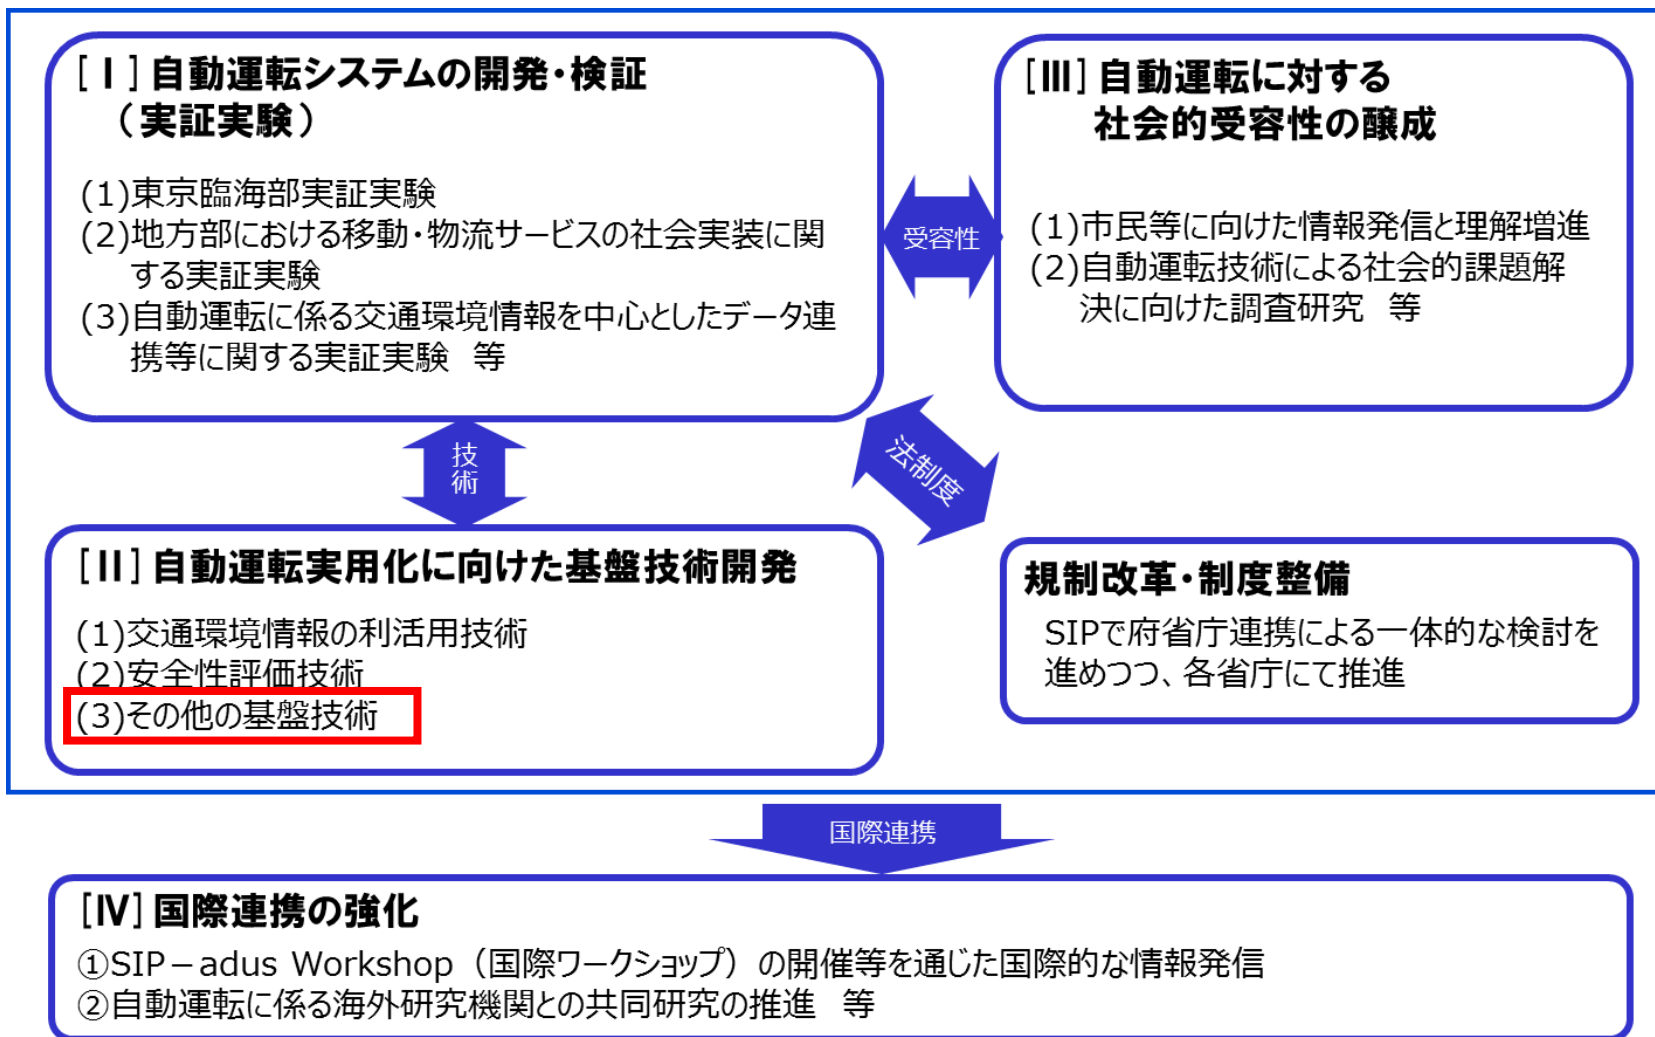 [Ⅰ]自動運転システムの開発・検証
(実証実験)
(1)東京臨海部実証実験
(2)地方部における移動・物流サービスの社会実装に関
する実証実験
(3)自動運転に係る交通環境情報を中心としたデータ連
携等に関する実証実験 等
受容性
[Ⅲ]自動運転に対する
社会的受容性の醸成
(1)市民等に向けた情報発信と理解増進
(2)自動運転技術による社会的課題解
決に向けた調査研究 等
技術
法制度
[Ⅱ]自動運転実用化に向けた基盤技術開発
(1)交通環境情報の利活用技術
(2)安全性評価技術
(3)その他の基盤技術
規制改革・制度整備
SIPで府省庁連携による一体的な検討を
進めつつ、各省庁にて推進
国際連携
[Ⅳ]国際連携の強化
①SIP-adus Workshop(国際ワークショップ)の開催等を通じた国際的な情報発信
②自動運転に係る海外研究機関との共同研究の推進 等